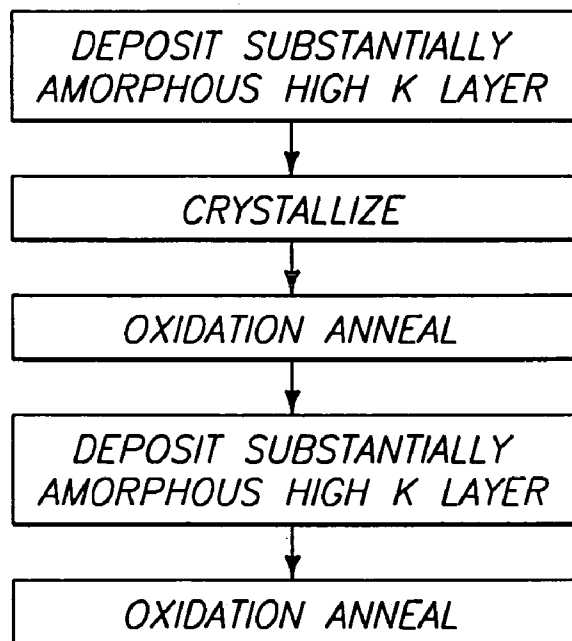 DEPOSIT SUBSTANTIALLY
AMORPHOUS HIGH K LAYER
CRYSTALLIZE
OXIDATION ANNEAL
DEPOSIT SUBSTANTIALLY
AMORPHOUS HIGH K LAYER
OXIDATION ANNEAL